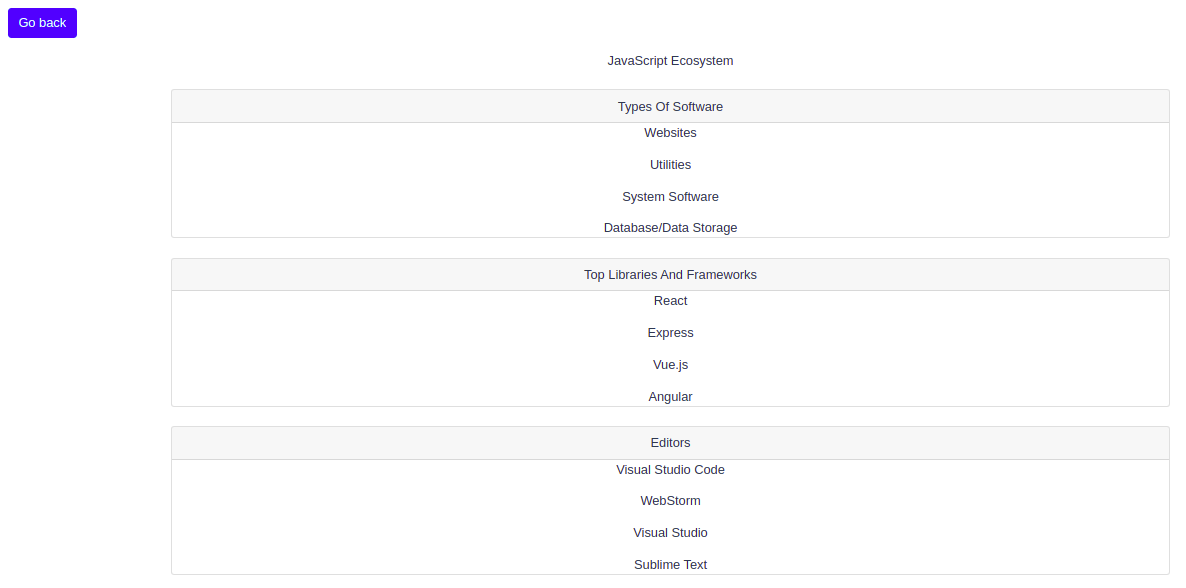 Go back
JavaScript Ecosystem
Types Of Software
Websites
Utilities
System Software
Database/Data Storage
Top Libraries And Frameworks
React
Express
Vue.js
Angular
Editors
Visual Studio Code
WebStorm
Visual Studio
Sublime Text